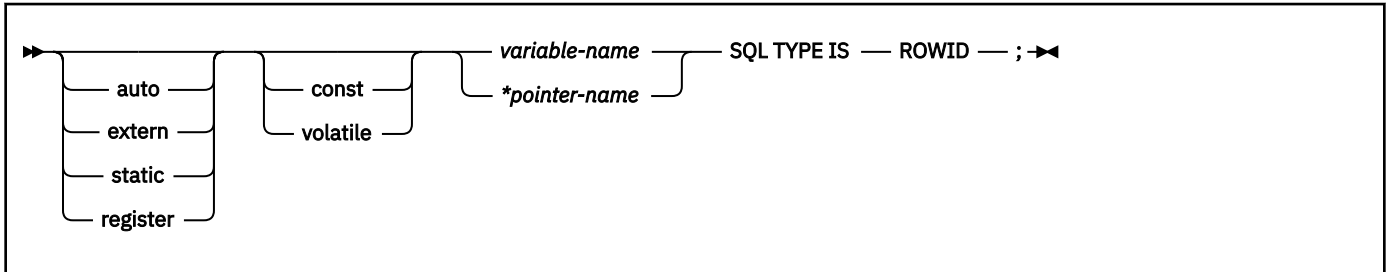 variable-name SQL TYPE IS ROWID ;
auto const *pointer-name
extern volatile
static
register